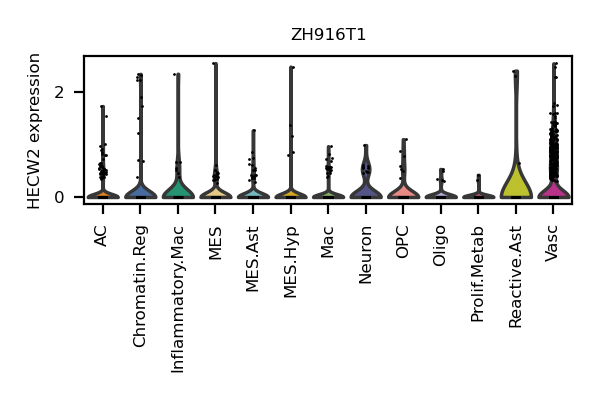 ZH916T1
HECW2 expression
2
0
AC
Chromatin.Reg
Inflammatory.Mac
MES
MES.Ast
MES.Hyp
Mac
Neuron
OPC
Oligo
Prolif.Metab
Reactive.Ast
Vasc